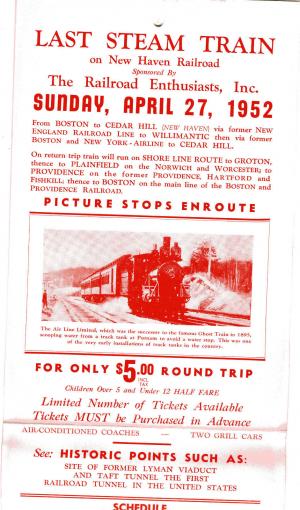 LAST STEAM TRAIN
on New Haven Railroad
Sponsored By
The Railroad Enthusiasts, Inc.
SUNDAY, APRIL 27, 1952
From BOSTON to CEDAR HILL (NEW HAVEN) via former NEW
ENGLAND RAILROAD LINE to WILLIMANTIC then via former
BOSTON and NEW YORK - AIRLINE to CEDAR HILL.
On return trip train will run on SHORE LINE ROUTE to GROTON,
thence to PLAINFIELD on the NORWICH and WORCESTER; to
PROVIDENCE on the former PROVIDENCE, HARTFORD and
FISHKILL; thence to BOSTON on the main line of the BOSTON and
PROVIDENCE RAILROAD.
PICTURE STOPS ENROUTE
The Air Line Limited, which was the successor to the famous Ghost Train to 1895,
scooping water from a track tank at Putnam to avoid a water stop. This was one
of the very early installations of track tanks in the country.
FOR ONLY $5.00 INCL. TAX ROUND TRIP
Children Over 5 and Under 12 HALF FARE
Limited Number of Tickets Available
Tickets MUST be Purchased in Advance
AIR-CONDITIONED COACHES — TWO GRILL CARS
See: HISTORIC POINTS SUCH AS:
SITE OF FORMER LYMAN VIADUCT
AND TAFT TUNNEL THE FIRST
RAILROAD TUNNEL IN THE UNITED STATES
SCHEDULE